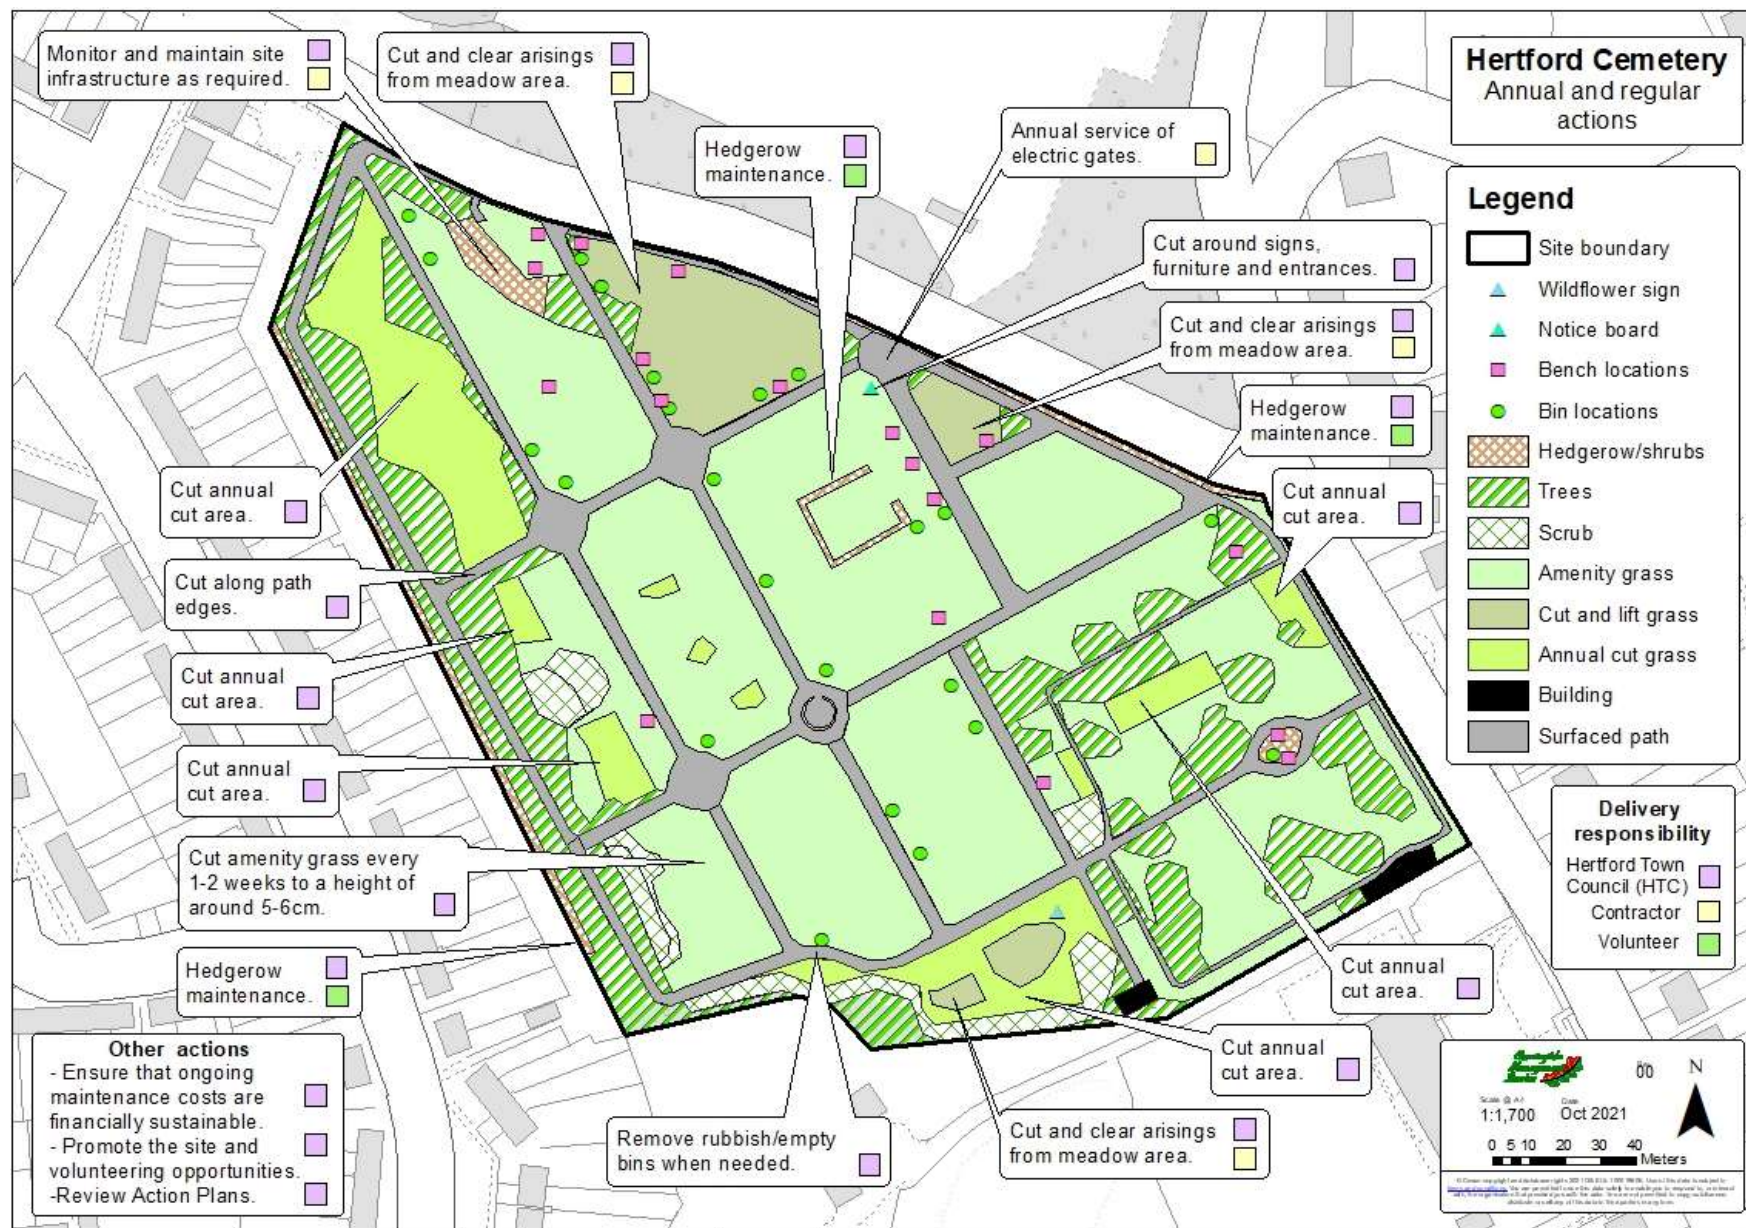 Hertford Cemetery
Annual and regular
actions
Monitor and maintain site
infrastructure as required.
Cut and clear arisings
from meadow area.
Hedgerow
maintenance.
Annual service of
electric gates.
Cut around signs,
furniture and entrances.
Cut and clear arisings
from meadow area.
Hedgerow
maintenance.
Cut annual
cut area.
Cut annual
cut area.
Cut along path
edges.
Cut annual
cut area.
Cut annual
cut area.
Cut amenity grass every
1-2 weeks to a height of
around 5-6cm.
Hedgerow
maintenance.
Other actions
- Ensure that ongoing
maintenance costs are
financially sustainable.
- Promote the site and
volunteering opportunities.
-Review Action Plans.
Remove rubbish/empty
bins when needed.
Cut and clear arisings
from meadow area.
Cut annual
cut area.
Cut annual
cut area.
Legend
Site boundary
Wildflower sign
Notice board
Bench locations
Bin locations
Hedgerow/shrubs
Trees
Scrub
Amenity grass
Cut and lift grass
Annual cut grass
Building
Surfaced path
Delivery
responsibility
Hertford Town
Council (HTC)
Contractor
Volunteer
N
Date
1:1,700
Oct 2021
0 5 10 20 30 40
Meters